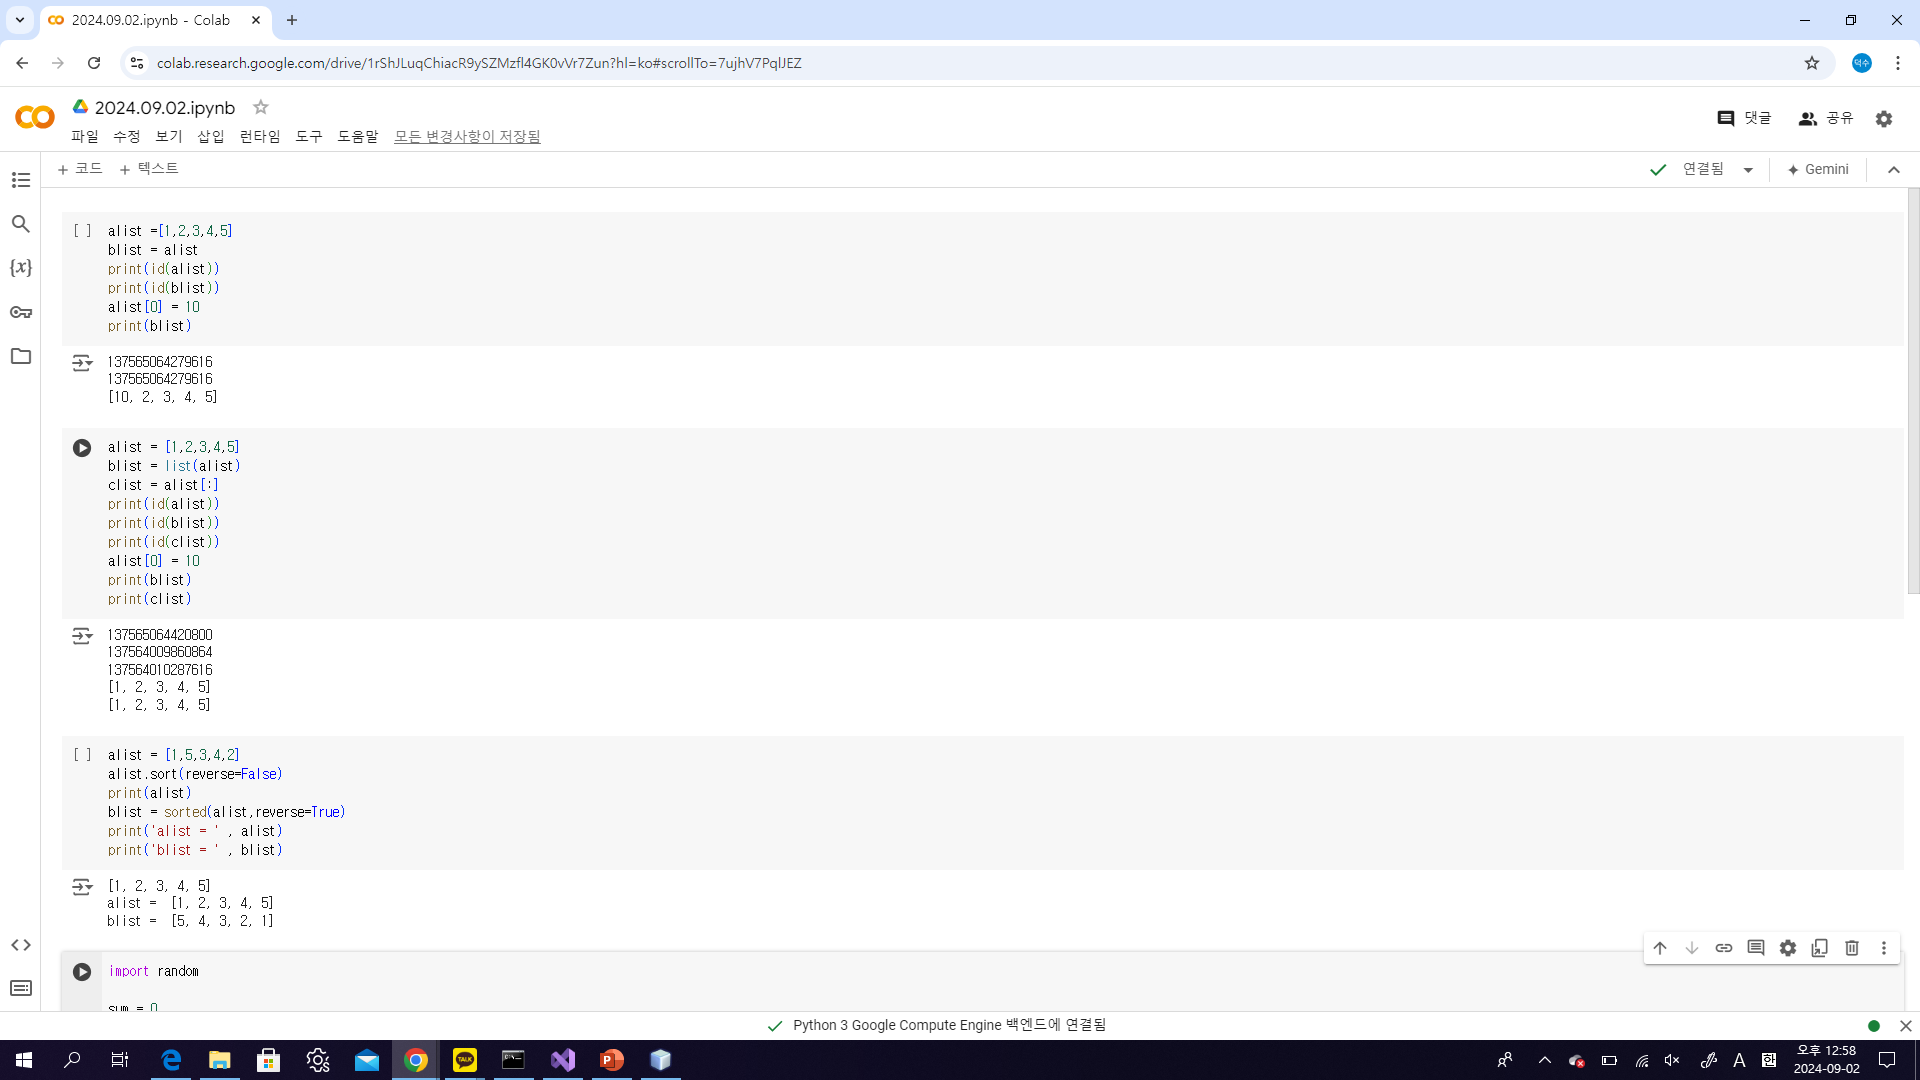 2024.09.02.ipynb - Colab
colab.research.google.com/drive/1rShJLuqChiacR9ySZMzfl4GK0vVr7Zun?hl=ko#scrollTo=7ujhV7PqlJEZ
덕수
2024.09.02.ipynb
댓글 공유
파일 수정 보기 삽입 런타임 도구 도움말 모든 변경사항이 저장됨
+ 코드 + 텍스트 연결됨 Gemini
[ ] alist =[1,2,3,4,5]
blist = alist
print(id(alist))
print(id(blist))
alist[0] = 10
print(blist)
137565064279616
137565064279616
[10, 2, 3, 4, 5]
alist = [1,2,3,4,5]
blist = list(alist)
clist = alist[:]
print(id(alist))
print(id(blist))
print(id(clist))
alist[0] = 10
print(blist)
print(clist)
137565064420800
137564009860864
137564010287616
[1, 2, 3, 4, 5]
[1, 2, 3, 4, 5]
[ ] alist = [1,5,3,4,2]
alist.sort(reverse=False)
print(alist)
blist = sorted(alist,reverse=True)
print('alist = ' , alist)
print('blist = ' , blist)
[1, 2, 3, 4, 5]
alist =  [1, 2, 3, 4, 5]
blist =  [5, 4, 3, 2, 1]
import random
sum = 0
Python 3 Google Compute Engine 백엔드에 연결됨
TALK
A 한
오후 12:58
2024-09-02